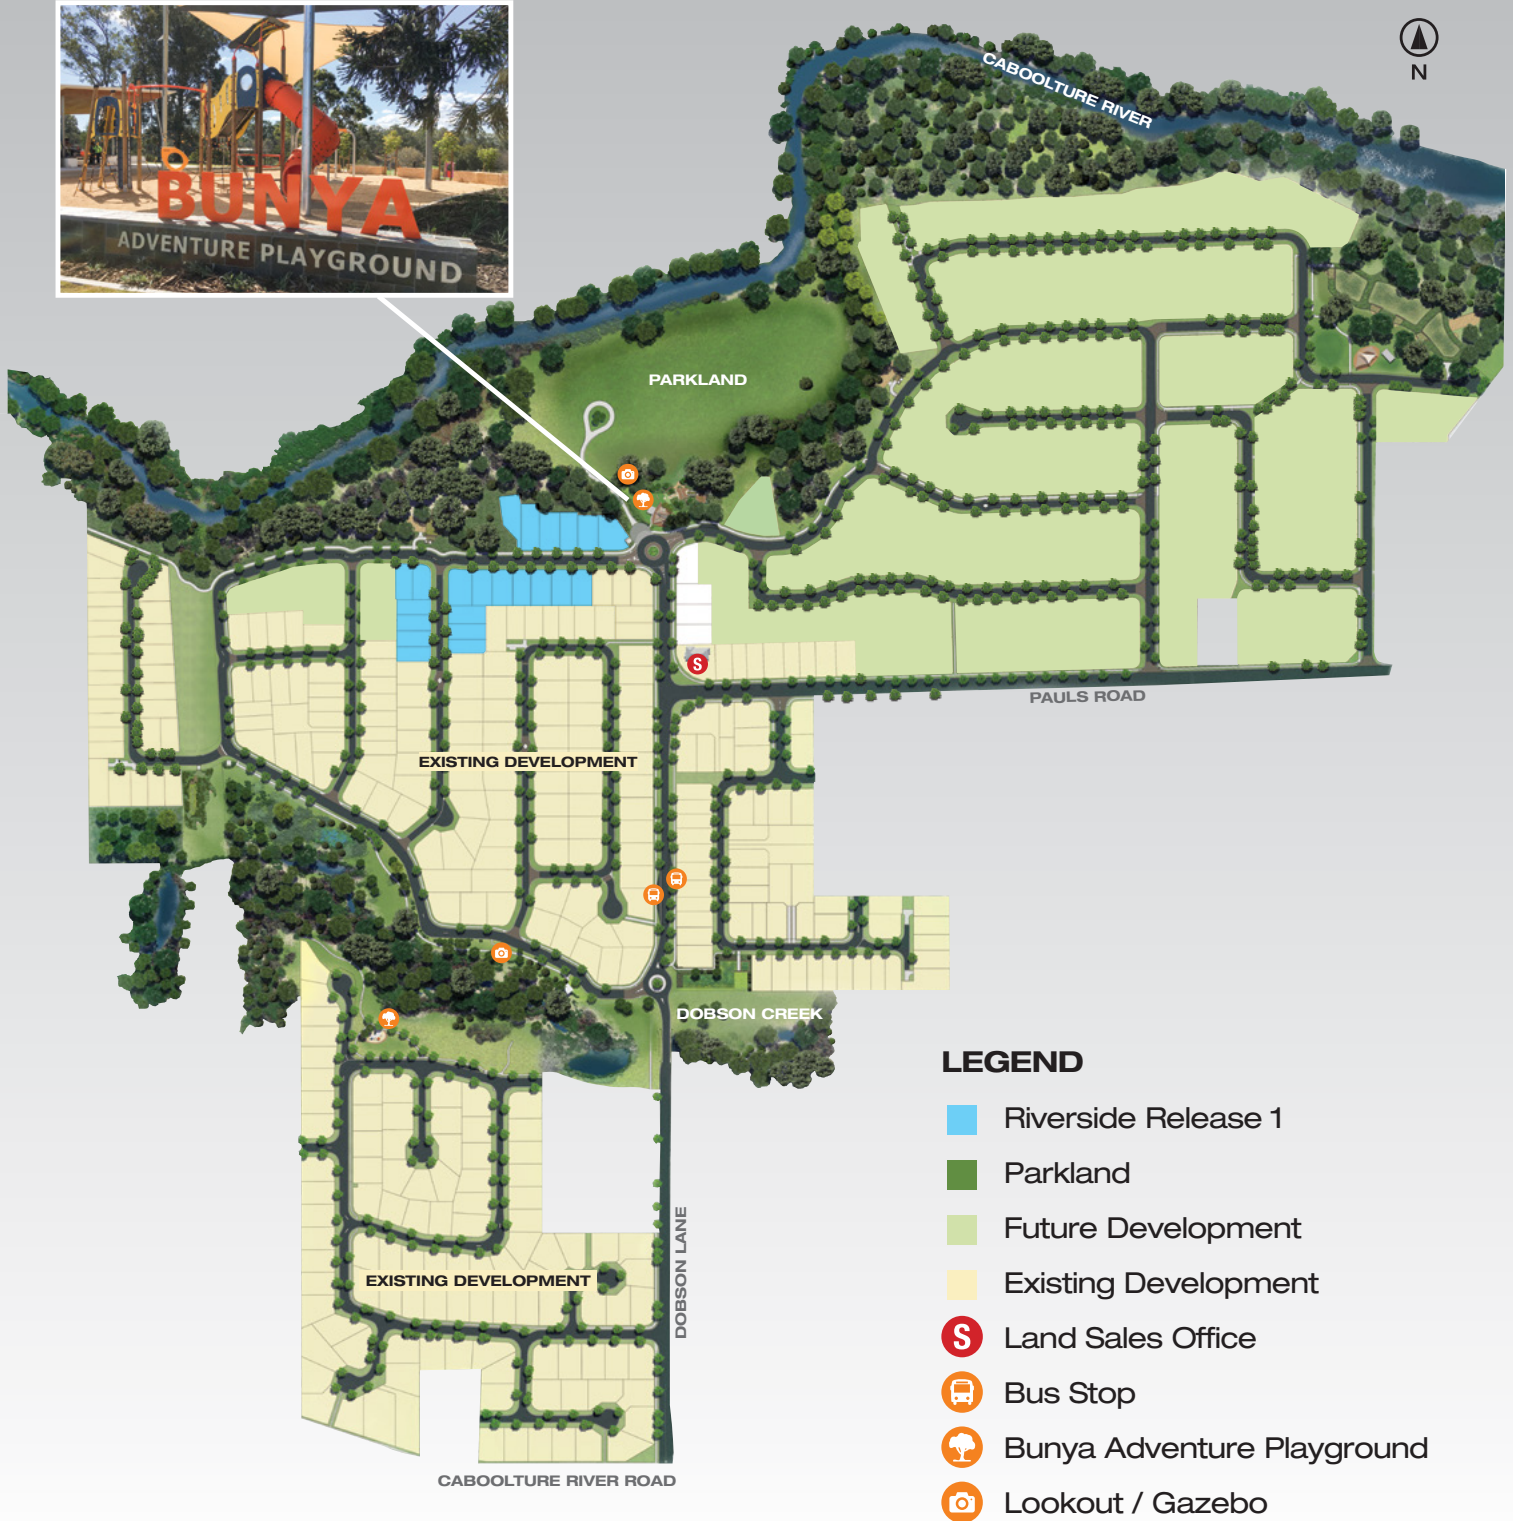 BUNYA
ADVENTURE PLAYGROUND
N
CABOOLTURE RIVER
PARKLAND
S
PAULS ROAD
EXISTING DEVELOPMENT
DOBSON CREEK
DOBSON LANE
EXISTING DEVELOPMENT
CABOOLTURE RIVER ROAD
LEGEND
Riverside Release 1
Parkland
Future Development
Existing Development
S Land Sales Office
Bus Stop
Bunya Adventure Playground
Lookout / Gazebo